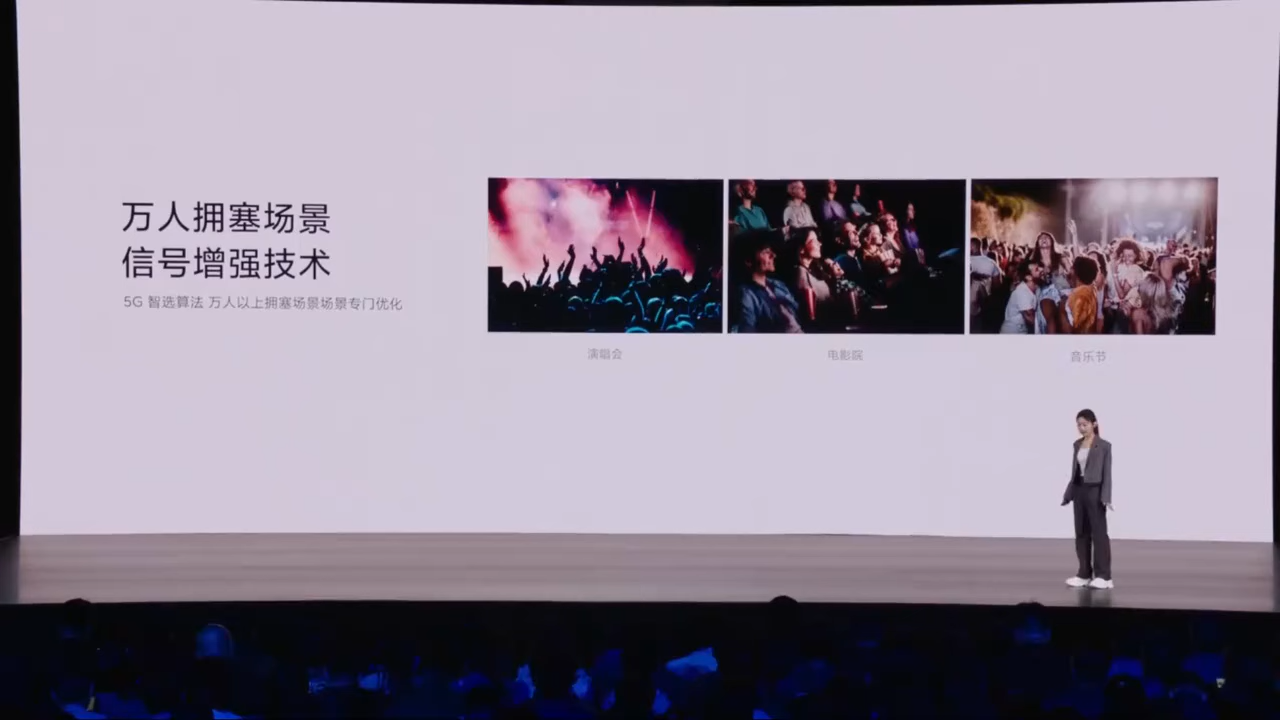 万人拥塞场景
信号增强技术
5G 智选算法 万人以上拥塞场景场景专门优化
演唱会
电影院
音乐节